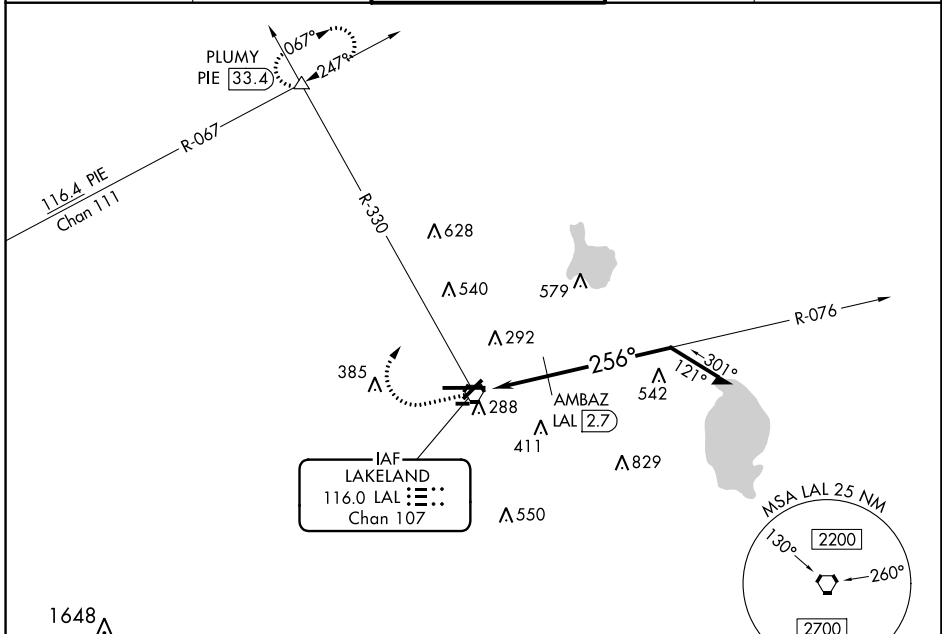 067°
247°
PLUMY
PIE 33.4
R-067
116.4 PIE
Chan 111
R-330
628
540
579
292
R-076
256°
301°
121°
385
542
AMBAZ
LAL 2.7
288
411
829
IAF
LAKELAND
116.0 LAL
Chan 107
550
MSA LAL 25 NM
2200
130°
260°
1648
2700